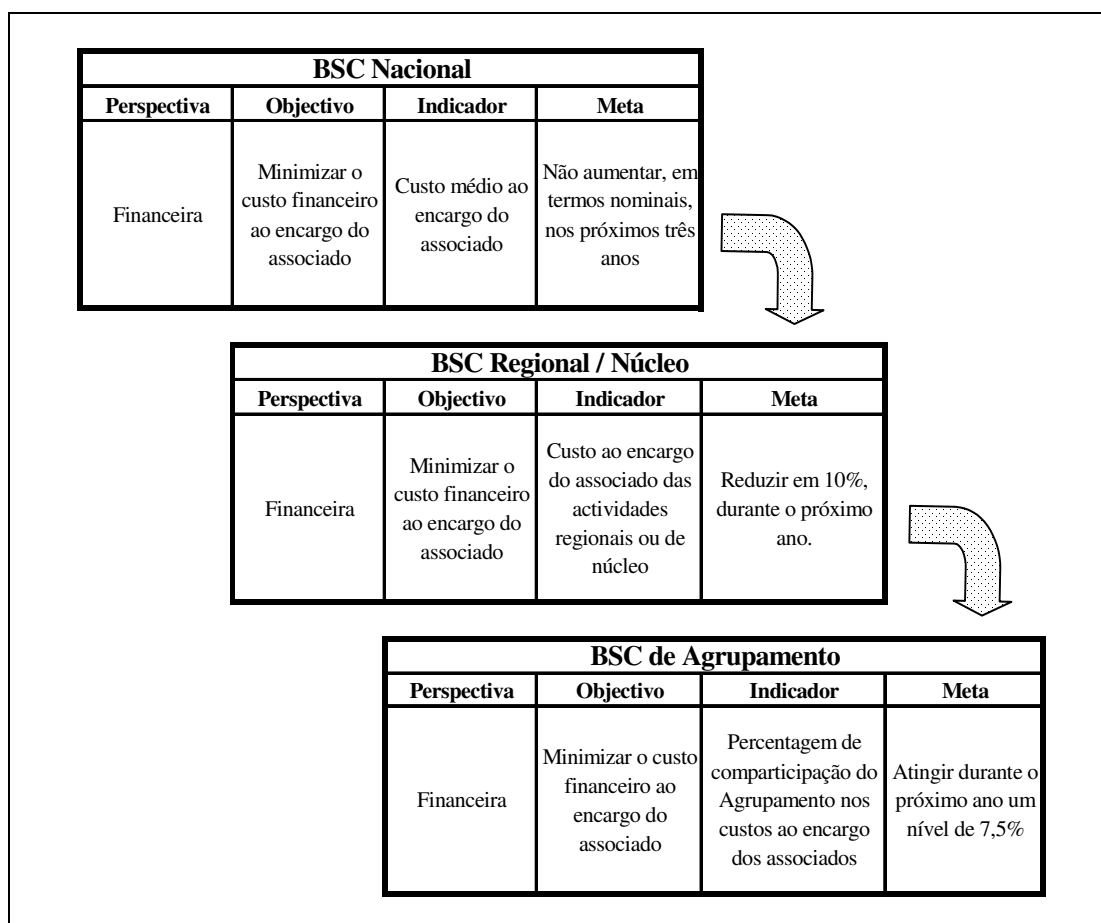 BSC Nacional
Perspectiva Objectivo Indicador Meta
Financeira
Minimizar o
custo financeiro
ao encargo do
associado
Custo médio ao
encargo do
associado
Não aumentar, em
termos nominais,
nos próximos três
anos
BSC Regional / Núcleo
Perspectiva Objectivo Indicador Meta
Financeira
Minimizar o
custo financeiro
ao encargo do
associado
Custo ao encargo
do associado das
actividades
regionais ou de
núcleo
Reduzir em 10%,
durante o próximo
ano.
BSC de Agrupamento
Perspectiva Objectivo Indicador Meta
Financeira
Minimizar o custo
financeiro ao
encargo do
associado
Percentagem de
comparticipação do
Agrupamento nos
custos ao encargo
dos associados
Atingir durante o
próximo ano um
nível de 7,5%